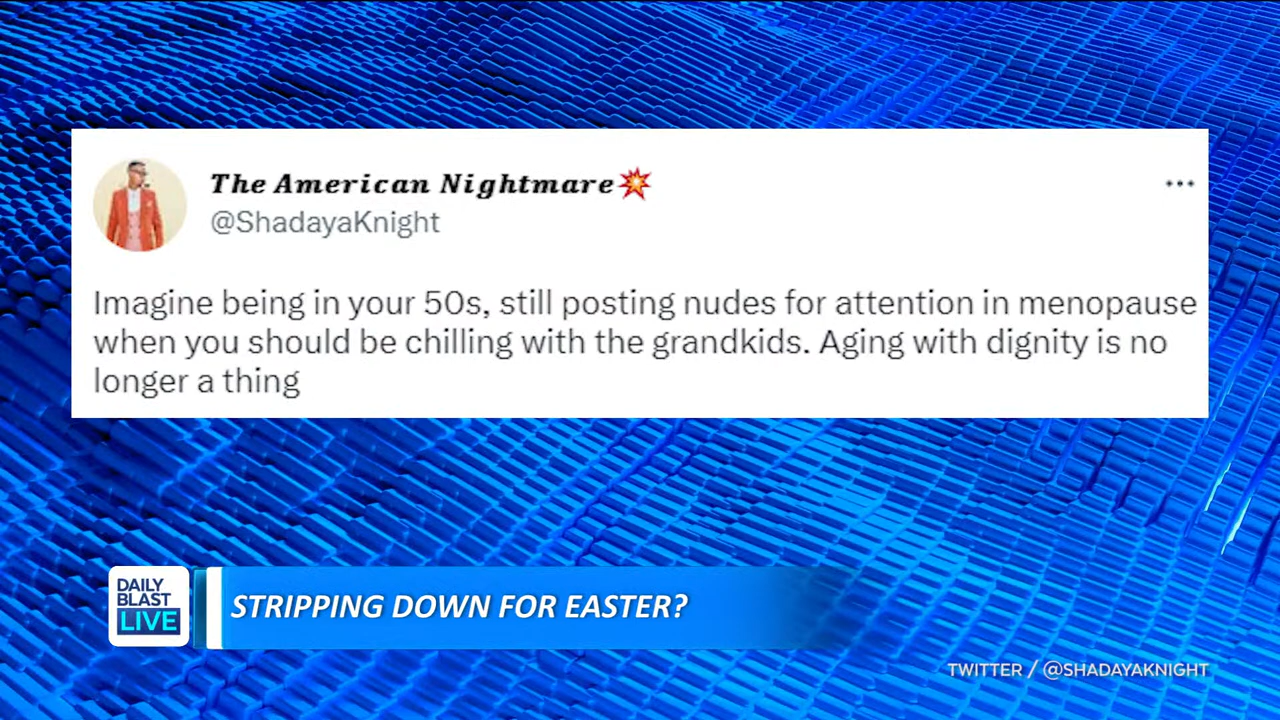 The American Nightmare💥
@ShadayaKnight
Imagine being in your 50s, still posting nudes for attention in menopause
when you should be chilling with the grandkids. Aging with dignity is no
longer a thing
DAILY
BLAST
LIVE
STRIPPING DOWN FOR EASTER?
TWITTER / @SHADAYAKNIGHT